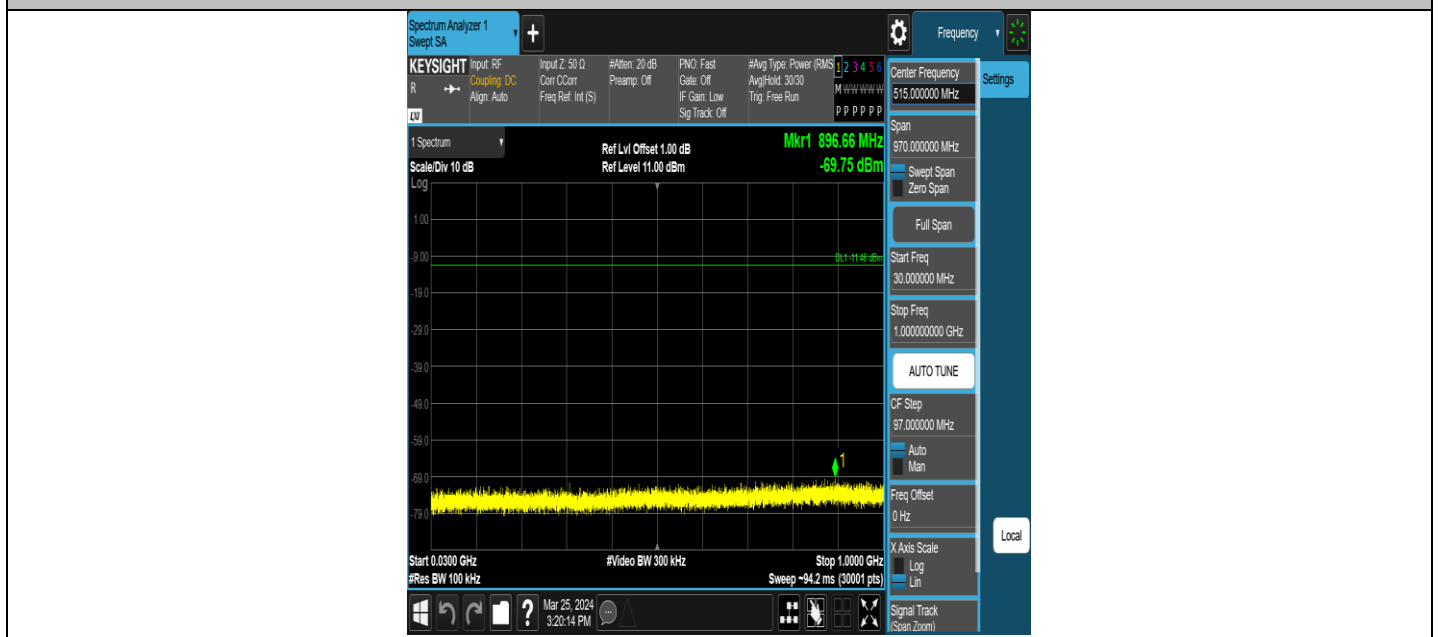 Spectrum Analyzer 1
Swept SA
+
Frequency
KEYSIGHT
R
LXI
Input: RF
Coupling: DC
Align: Auto
Input Z: 50 Ω
Corr CCorr
Freq Ref: Int (S)
#Atten: 20 dB
Preamp: Off
PNO: Fast
Gate: Off
IF Gain: Low
Sig Track: Off
#Avg Type: Power (RMS
Avg|Hold: 30/30
Trig: Free Run
1 2 3 4 5 6
M W W W W W
P P P P P P
1 Spectrum
Scale/Div 10 dB
Log
Ref Lvl Offset 1.00 dB
Ref Level 11.00 dBm
Mkr1 896.66 MHz
-69.75 dBm
1.00
-9.00
DL1 -11.46 dBm
-19.0
-29.0
-39.0
-49.0
-59.0
1
-69.0
-79.0
Start 0.0300 GHz
#Res BW 100 kHz
#Video BW 300 kHz
Stop 1.0000 GHz
Sweep ~94.2 ms (30001 pts)
Center Frequency
515.000000 MHz
Settings
Span
970.000000 MHz
Swept Span
Zero Span
Full Span
Start Freq
30.000000 MHz
Stop Freq
1.000000000 GHz
AUTO TUNE
CF Step
97.000000 MHz
Auto
Man
Freq Offset
0 Hz
X Axis Scale
Log
Lin
Local
Signal Track
(Span Zoom)
?
Mar 25, 2024
3:20:14 PM